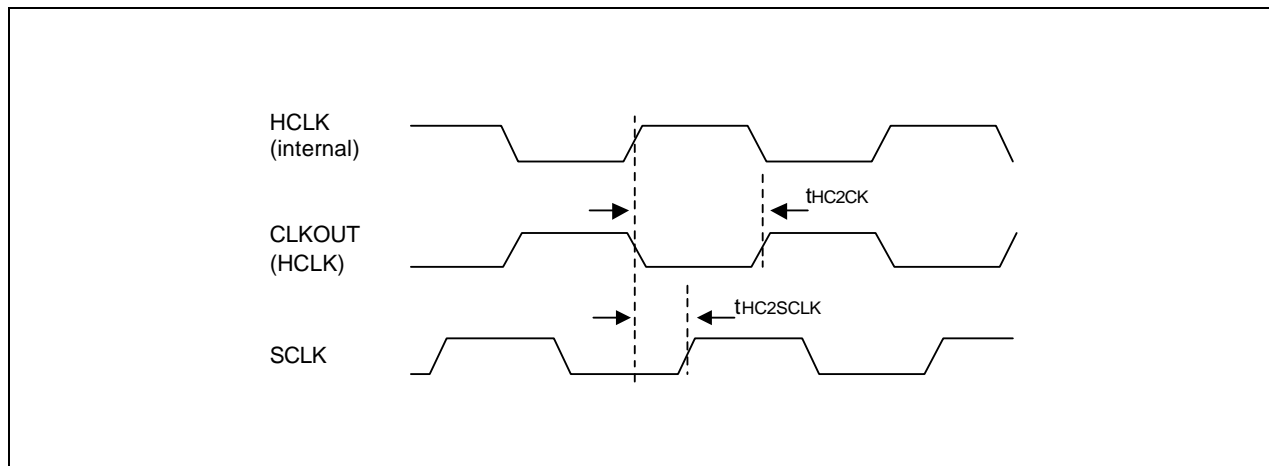 HCLK
(internal)
tHC2CK
CLKOUT
(HCLK)
tHC2SCLK
SCLK